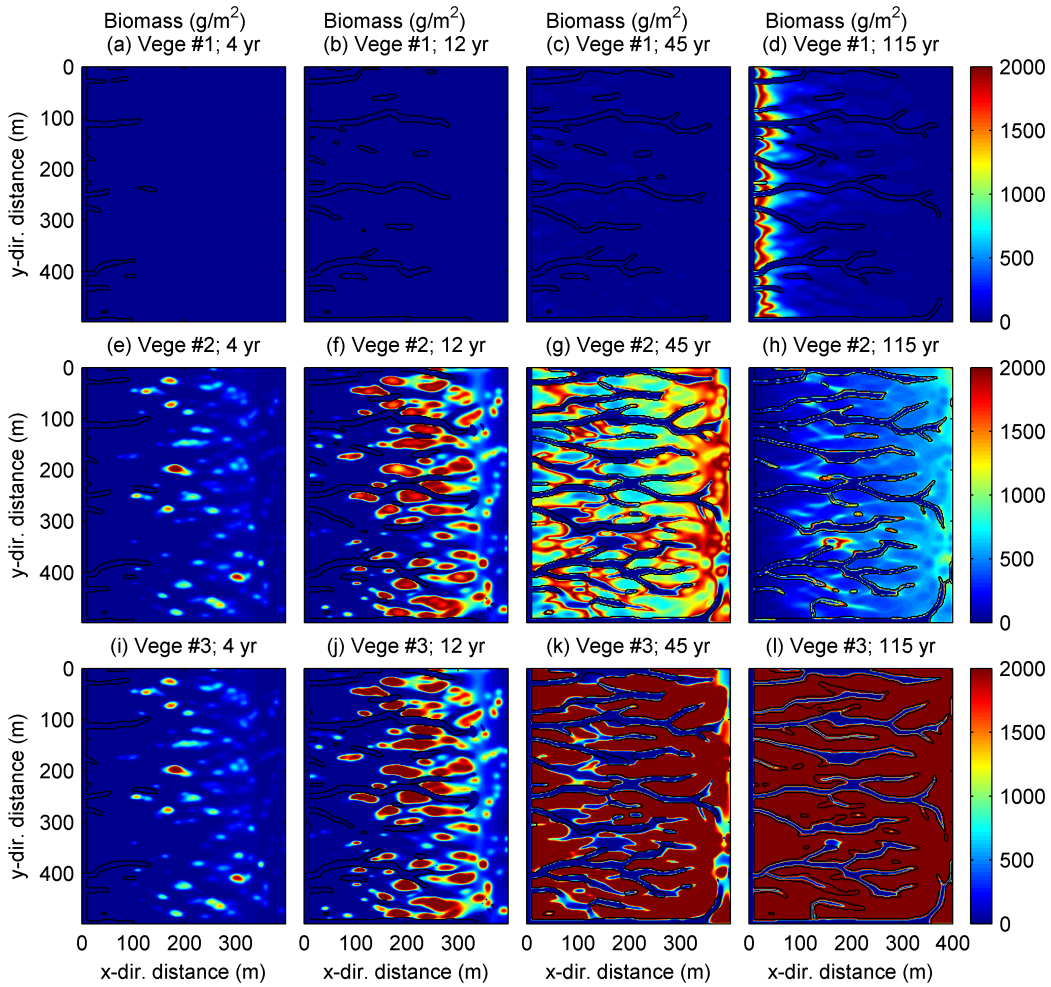 Biomass (g/m²) Biomass (g/m²) Biomass (g/m²) Biomass (g/m²)
(a) Vege #1; 4 yr (b) Vege #1; 12 yr (c) Vege #1; 45 yr (d) Vege #1; 115 yr
0 100 200 300 400
y-dir. distance (m)
2000 1500 1000 500 0
(e) Vege #2; 4 yr (f) Vege #2; 12 yr (g) Vege #2; 45 yr (h) Vege #2; 115 yr
0 100 200 300 400
y-dir. distance (m)
2000 1500 1000 500 0
(i) Vege #3; 4 yr (j) Vege #3; 12 yr (k) Vege #3; 45 yr (l) Vege #3; 115 yr
0 100 200 300 400
y-dir. distance (m)
2000 1500 1000 500 0
0 100 200 300 0 100 200 300 0 100 200 300 0 100 200 300 400
x-dir. distance (m) x-dir. distance (m) x-dir. distance (m) x-dir. distance (m)